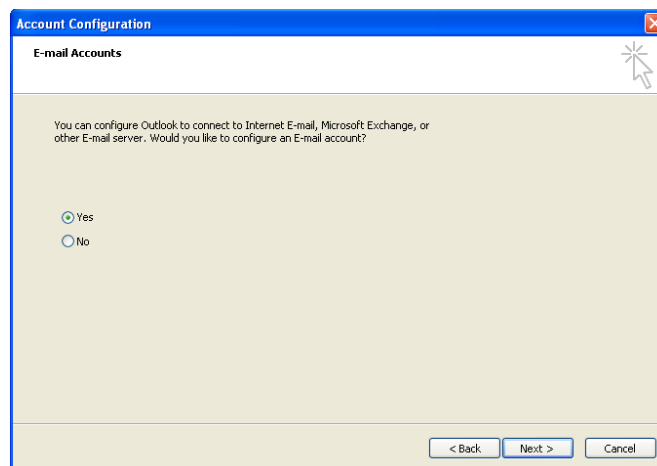 Account Configuration
E-mail Accounts
You can configure Outlook to connect to Internet E-mail, Microsoft Exchange, or
other E-mail server. Would you like to configure an E-mail account?
Yes
No
< Back Next > Cancel